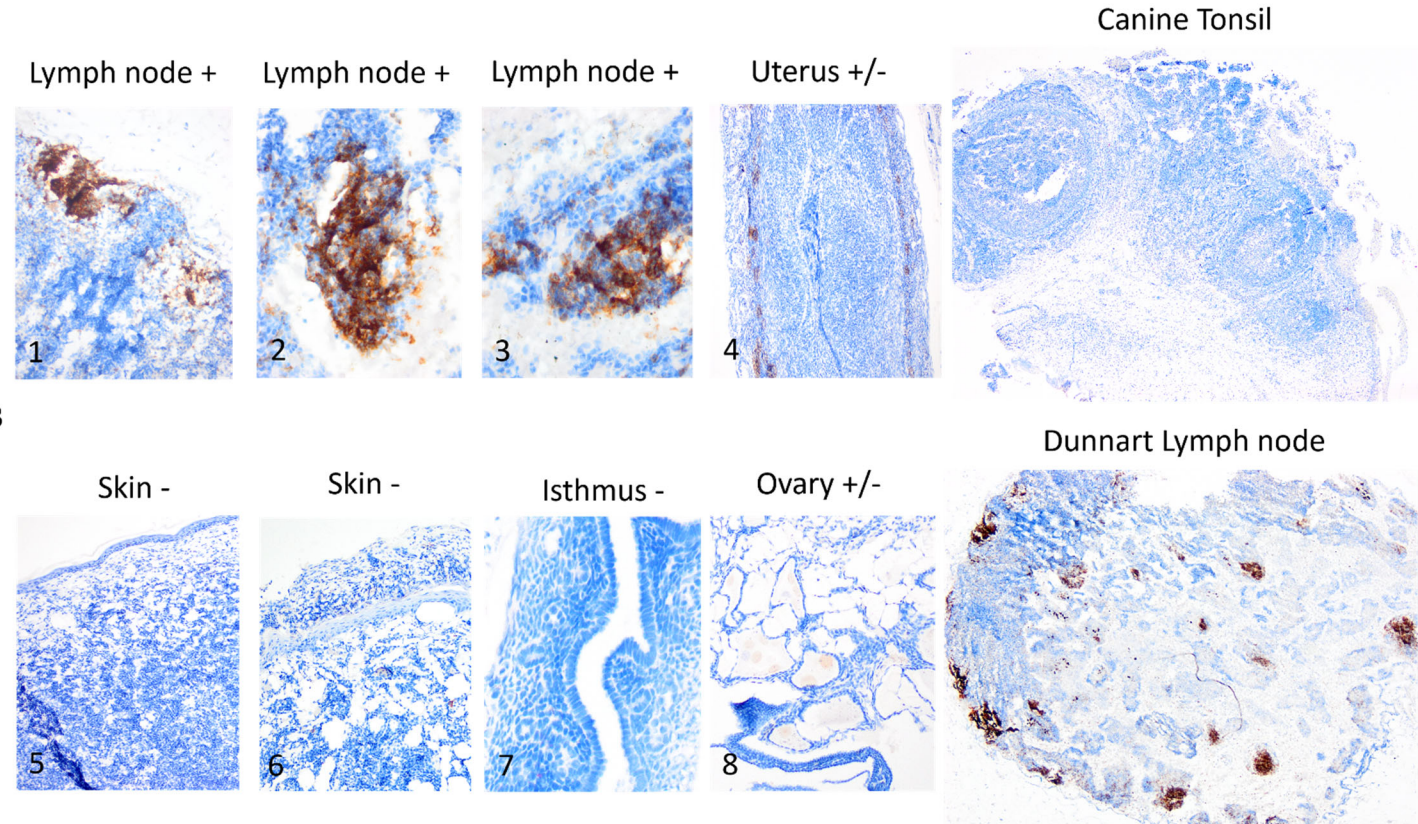 Canine Tonsil
Lymph node +
Lymph node +
Lymph node +
Uterus +/-
1
2
3
4
Dunnart Lymph node
Skin -
Skin -
Isthmus -
Ovary +/-
5
6
7
8